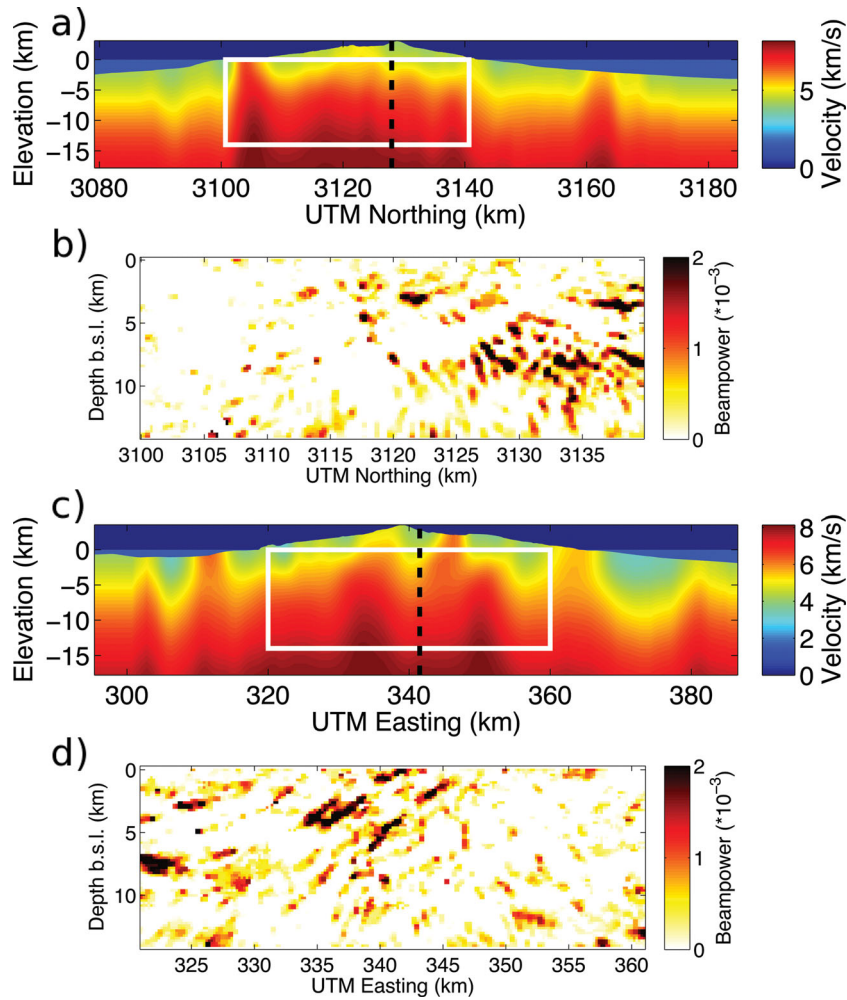 a)
0
−5
−10
−15
Elevation (km)
3080 3100 3120 3140 3160 3185
UTM Northing (km)
5
0
Velocity (km/s)
b)
0
5
10
Depth b.s.l. (km)
3100 3105 3110 3115 3120 3125 3130 3135
UTM Northing (km)
2
1
0
Beampower (*10⁻³)
c)
0
−5
−10
−15
Elevation (km)
300 320 340 360 380
UTM Easting (km)
8
6
4
2
0
Velocity (km/s)
d)
0
5
10
Depth b.s.l. (km)
325 330 335 340 345 350 355 360
UTM Easting (km)
2
1
0
Beampower (*10⁻³)